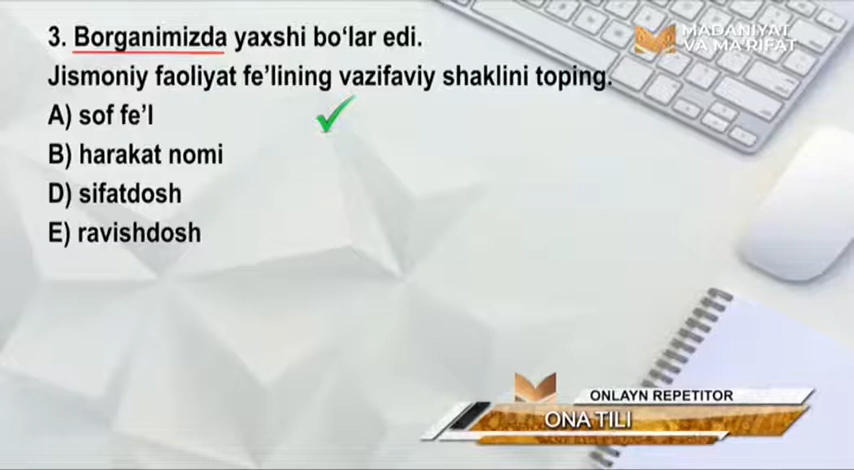 3. Borganimizda yaxshi bo‘lar edi.
Jismoniy faoliyat fe’lining vazifaviy shaklini toping.
A) sof fe’l
B) harakat nomi
D) sifatdosh
E) ravishdosh
MADANIYAT
VA MA'RIFAT
ONLAYN REPETITOR
ONA TILI